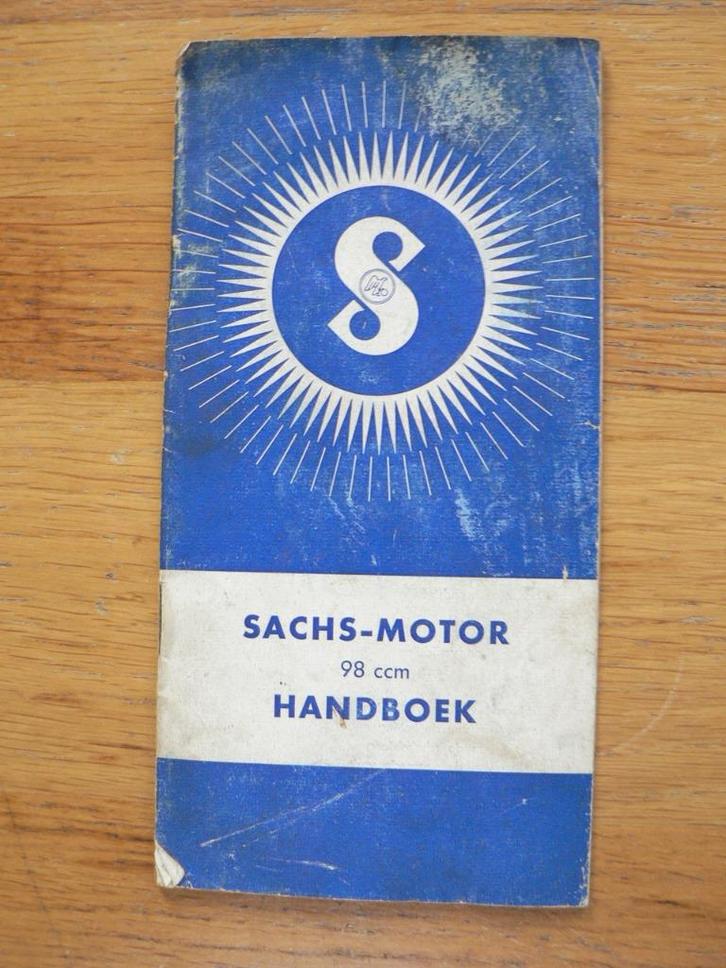 S
SACHS-MOTOR
98 ccm
HANDBOEK